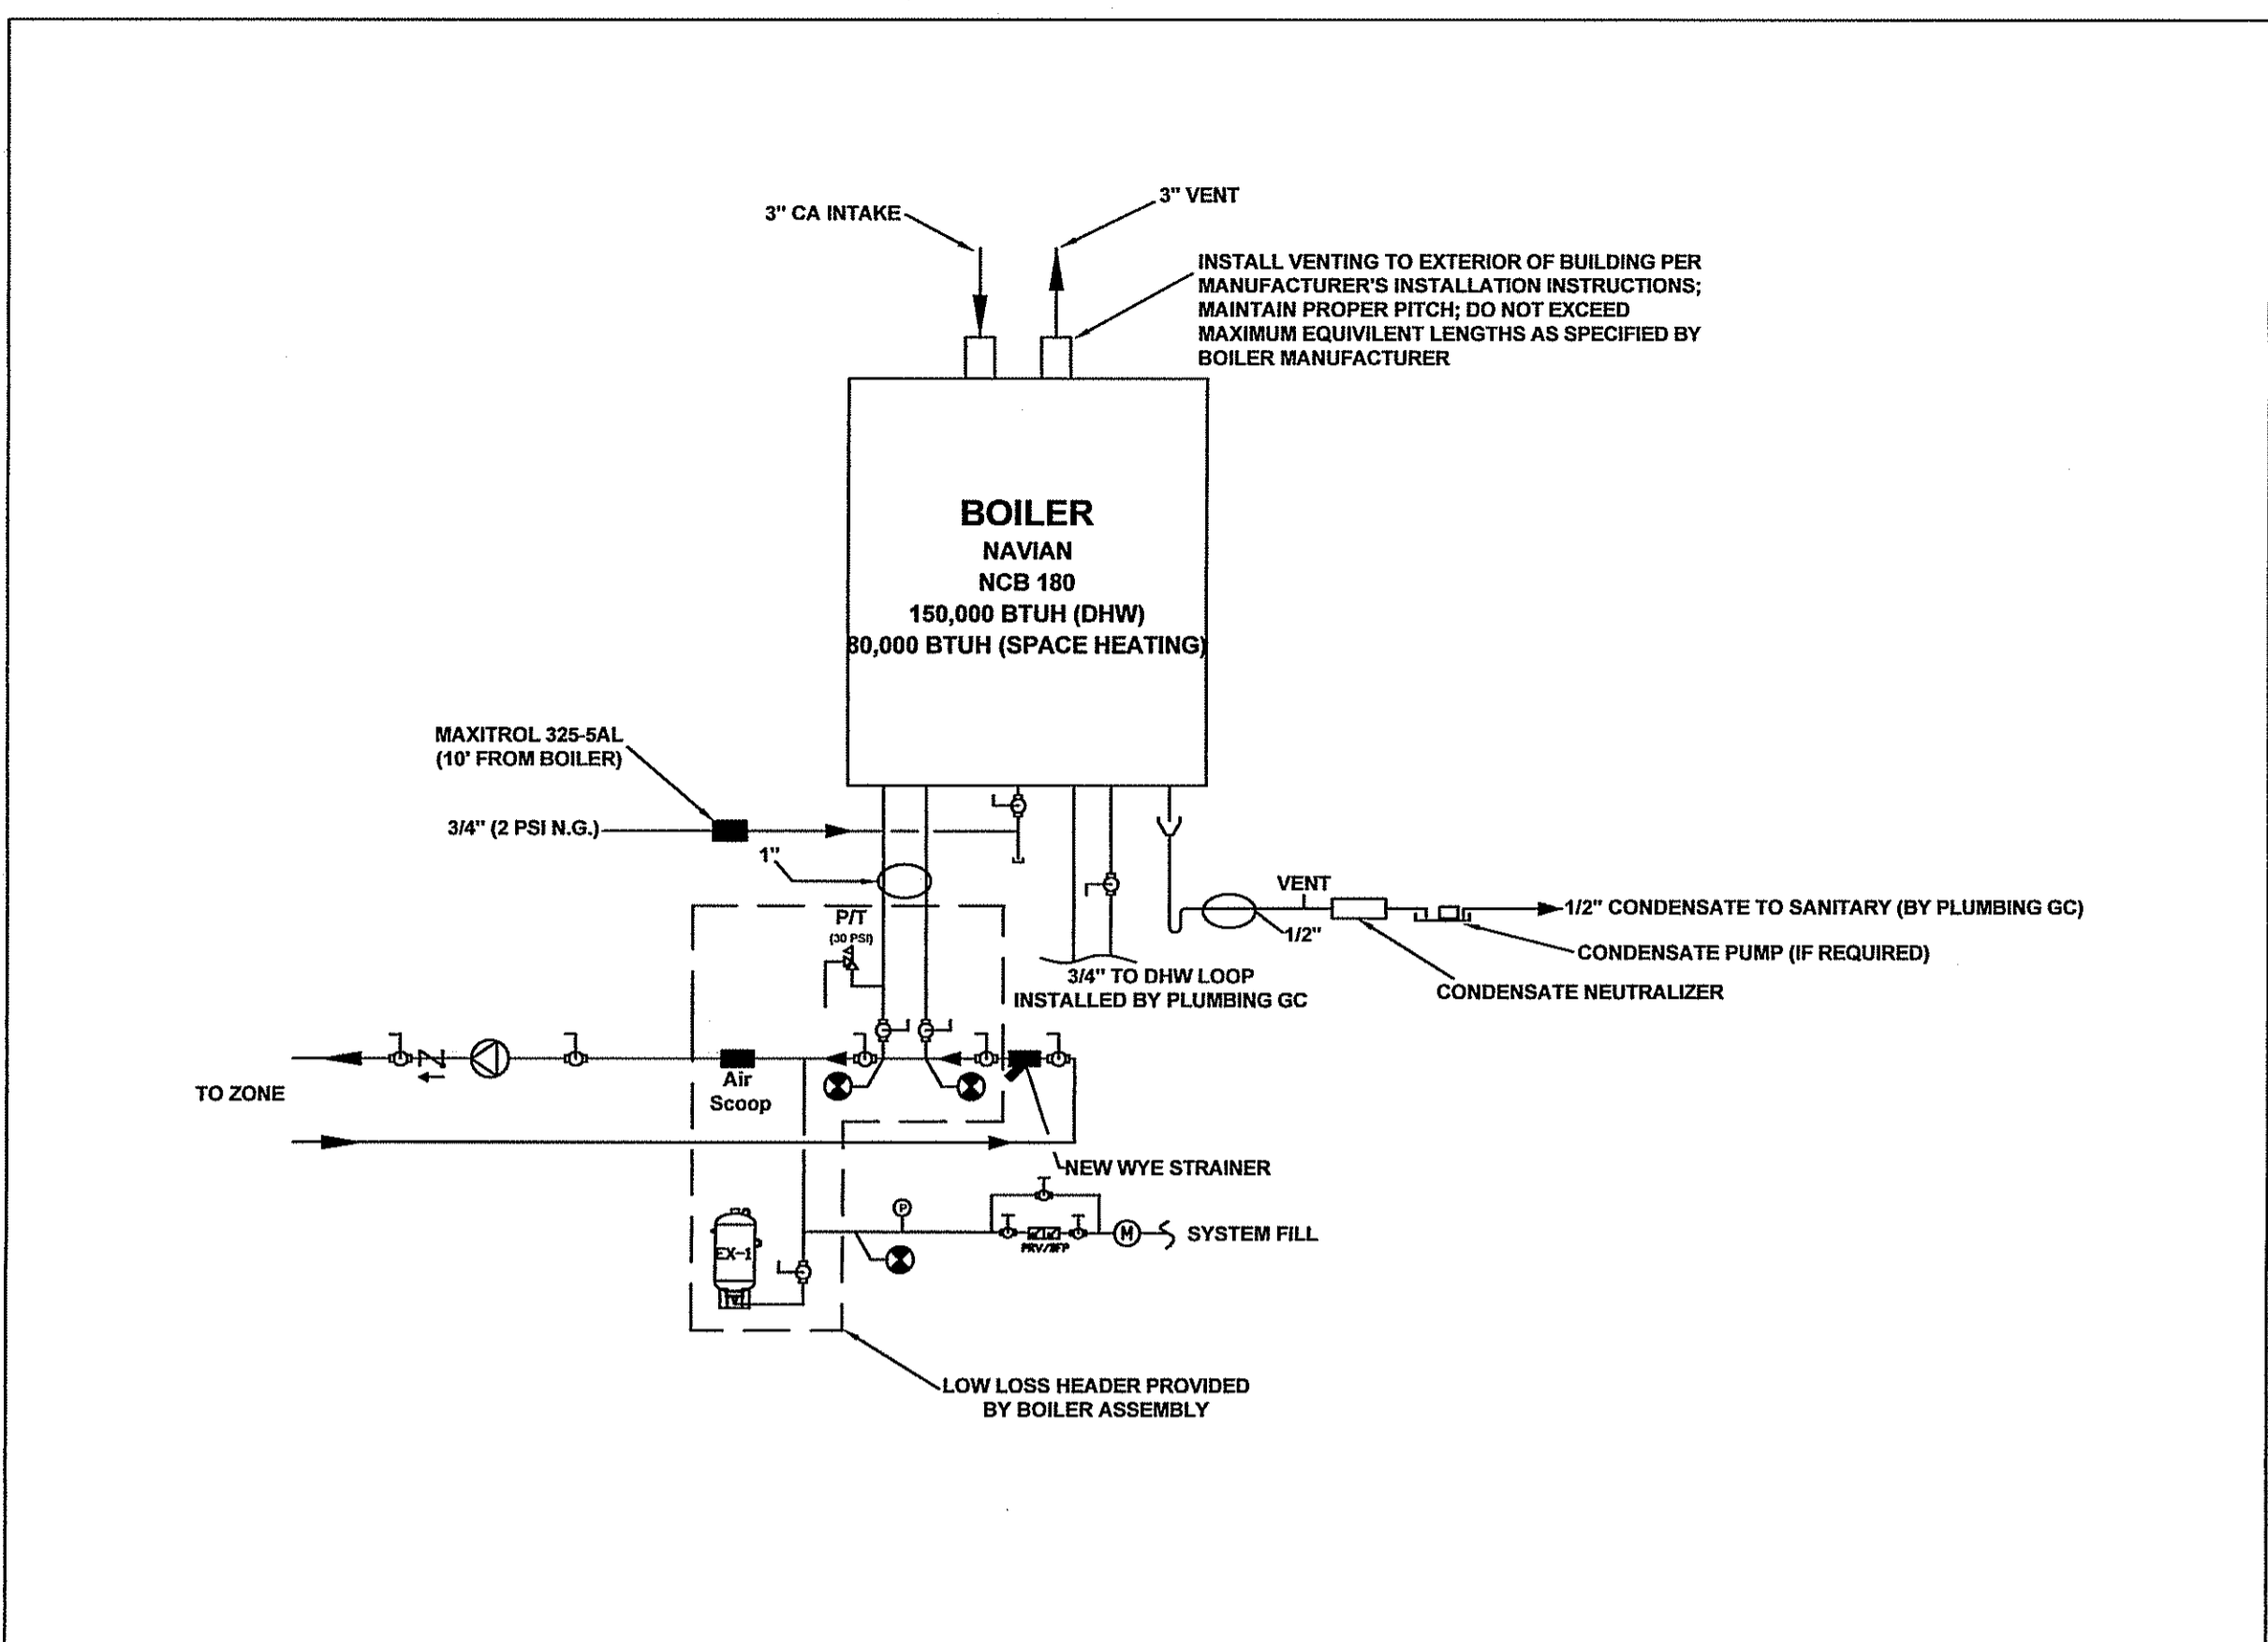 3" CA INTAKE
3" VENT
INSTALL VENTING TO EXTERIOR OF BUILDING PER
MANUFACTURER'S INSTALLATION INSTRUCTIONS;
MAINTAIN PROPER PITCH; DO NOT EXCEED
MAXIMUM EQUIVILENT LENGTHS AS SPECIFIED BY
BOILER MANUFACTURER
BOILER
NAVIAN
NCB 180
150,000 BTUH (DHW)
80,000 BTUH (SPACE HEATING)
MAXITROL 325-5AL
(10' FROM BOILER)
3/4" (2 PSI N.G.)
1"
P/T
(30 PSI)
3/4" TO DHW LOOP
INSTALLED BY PLUMBING GC
VENT
1/2"
1/2" CONDENSATE TO SANITARY (BY PLUMBING GC)
CONDENSATE PUMP (IF REQUIRED)
CONDENSATE NEUTRALIZER
TO ZONE
Air
Scoop
NEW WYE STRAINER
P
EX-1
PRV/BFP
M
SYSTEM FILL
LOW LOSS HEADER PROVIDED
BY BOILER ASSEMBLY